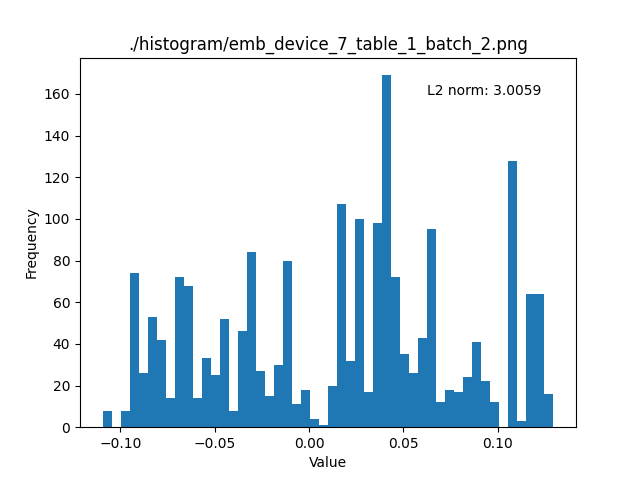 ./histogram/emb_device_7_table_1_batch_2.png
L2 norm: 3.0059
160
140
120
100
80
60
40
20
0
Frequency
−0.10 −0.05 0.00 0.05 0.10
Value